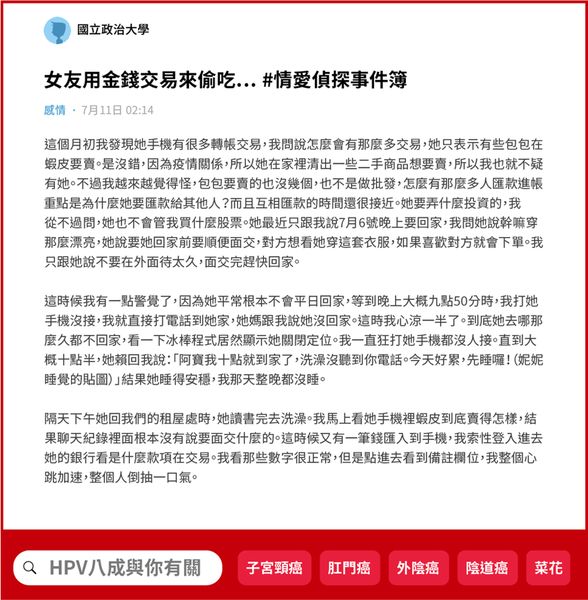 國立政治大學
女友用金錢交易來偷吃... #情愛偵探事件簿
感情 · 7月11日 02:14
這個月初我發現她手機有很多轉帳交易，我問說怎麼會有那麼多交易，她只表示有些包包在
蝦皮要賣。是沒錯，因為疫情關係，所以她在家裡清出一些二手商品想要賣，所以我也就不疑
有她。不過我越來越覺得怪，包包要賣的也沒幾個，也不是做批發，怎麼有那麼多人匯款進帳
重點是為什麼她要匯款給其他人？而且互相匯款的時間還很接近。她要弄什麼投資的，我
從不過問，她也不會管我買什麼股票。她最近只跟我說7月6號晚上要回家，我問她說幹嘛穿
那麼漂亮，她說要她回家前要順便面交，對方想看她穿這套衣服，如果喜歡對方就會下單。我
只跟她說不要在外面待太久，面交完趕快回家。
這時候我有一點警覺了，因為她平常根本不會平日回家，等到晚上大概九點50分時，我打她
手機沒接，我就直接打電話到她家，她媽跟我說她沒回家。這時我心涼一半了。到底她去哪那
麼久都不回家，看一下冰棒程式居然顯示她關閉定位。我一直狂打她手機都沒人接。直到大
概十點半，她賴回我說：「阿寶我十點就到家了，洗澡沒聽到你電話。今天好累，先睡囉！（妮妮
睡覺的貼圖）」結果她睡得安穩，我那天整晚都沒睡。
隔天下午她回我們的租屋處時，她讀書完去洗澡。我馬上看她手機裡蝦皮到底賣得怎樣，結
果聊天紀錄裡面根本沒有說要面交什麼的。這時候又有一筆錢匯入到手機，我索性登入進去
她的銀行看是什麼款項在交易。我看那些數字很正常，但是點進去看到備註欄位，我整個心
跳加速，整個人倒抽一口氣。
HPV八成與你有關 子宮頸癌 肛門癌 外陰癌 陰道癌 菜花